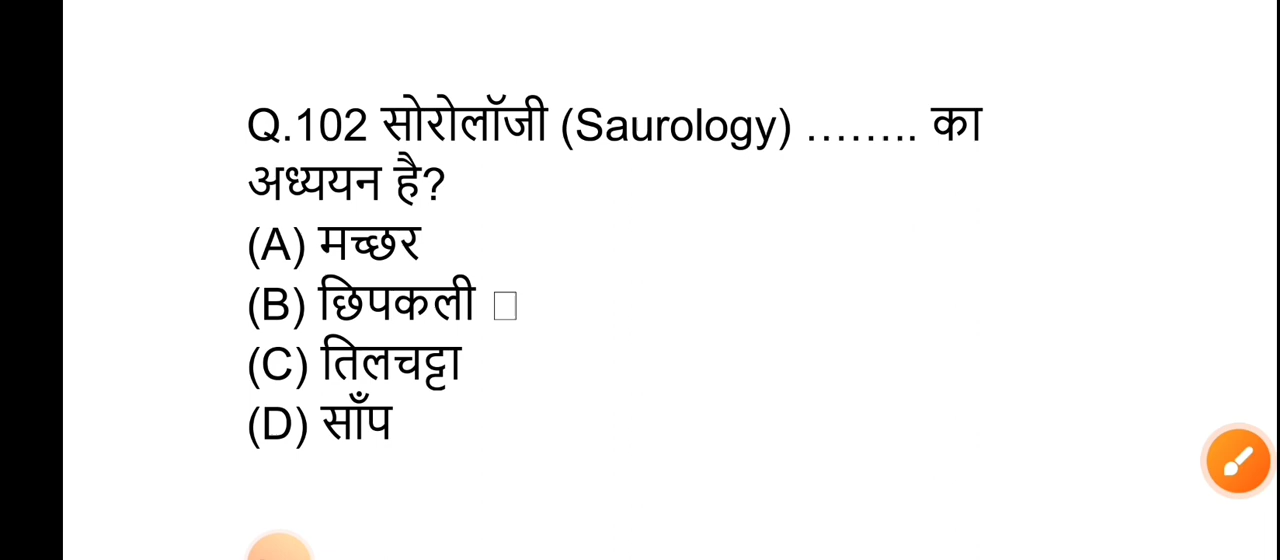 Q.102 सोरोलॉजी (Saurology) …….. का
अध्ययन है?
(A) मच्छर
(B) छिपकली □
(C) तिलचट्टा
(D) साँप